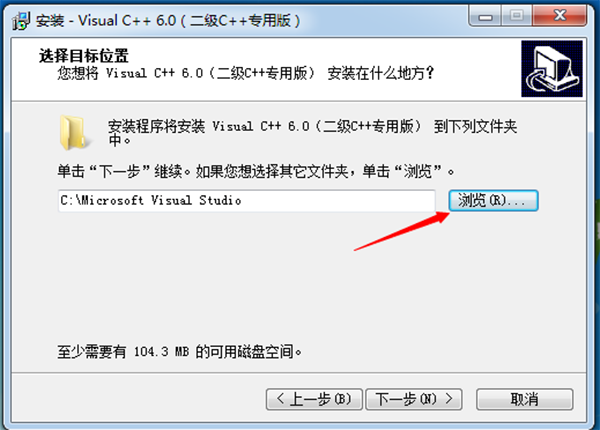 安装 - Visual C++ 6.0（二级C++专用版）
选择目标位置
您想将 Visual C++ 6.0（二级C++专用版） 安装在什么地方？
安装程序将安装 Visual C++ 6.0（二级C++专用版） 到下列文件夹
中。
单击“下一步”继续。如果您想选择其它文件夹，单击“浏览”。
C:\Microsoft Visual Studio
浏览(R)...
至少需要有 104.3 MB 的可用磁盘空间。
< 上一步(B)
下一步(N) >
取消